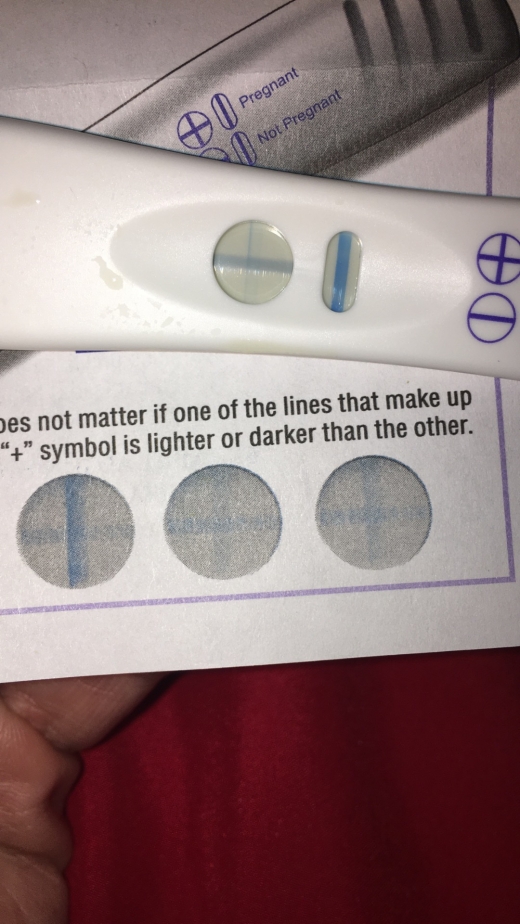 Pregnant
Not Pregnant
oes not matter if one of the lines that make up
“+” symbol is lighter or darker than the other.